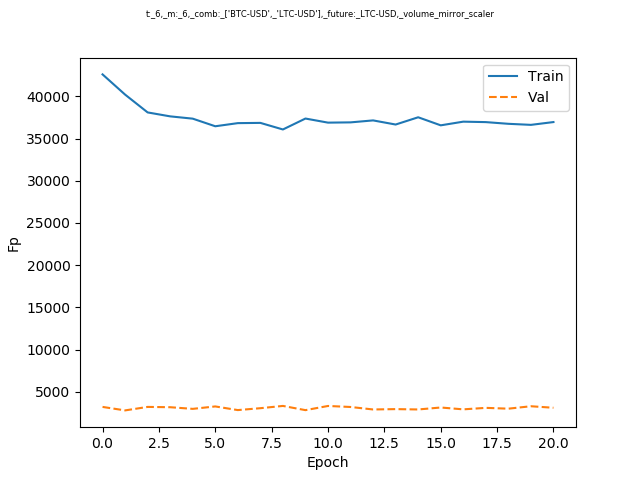 t:_6,_m:_6,_comb:_['BTC-USD',_'LTC-USD'],_future:_LTC-USD,_volume_mirror_scaler
Train
Val
40000
35000
30000
25000
20000
15000
10000
5000
Fp
0.0 2.5 5.0 7.5 10.0 12.5 15.0 17.5 20.0
Epoch